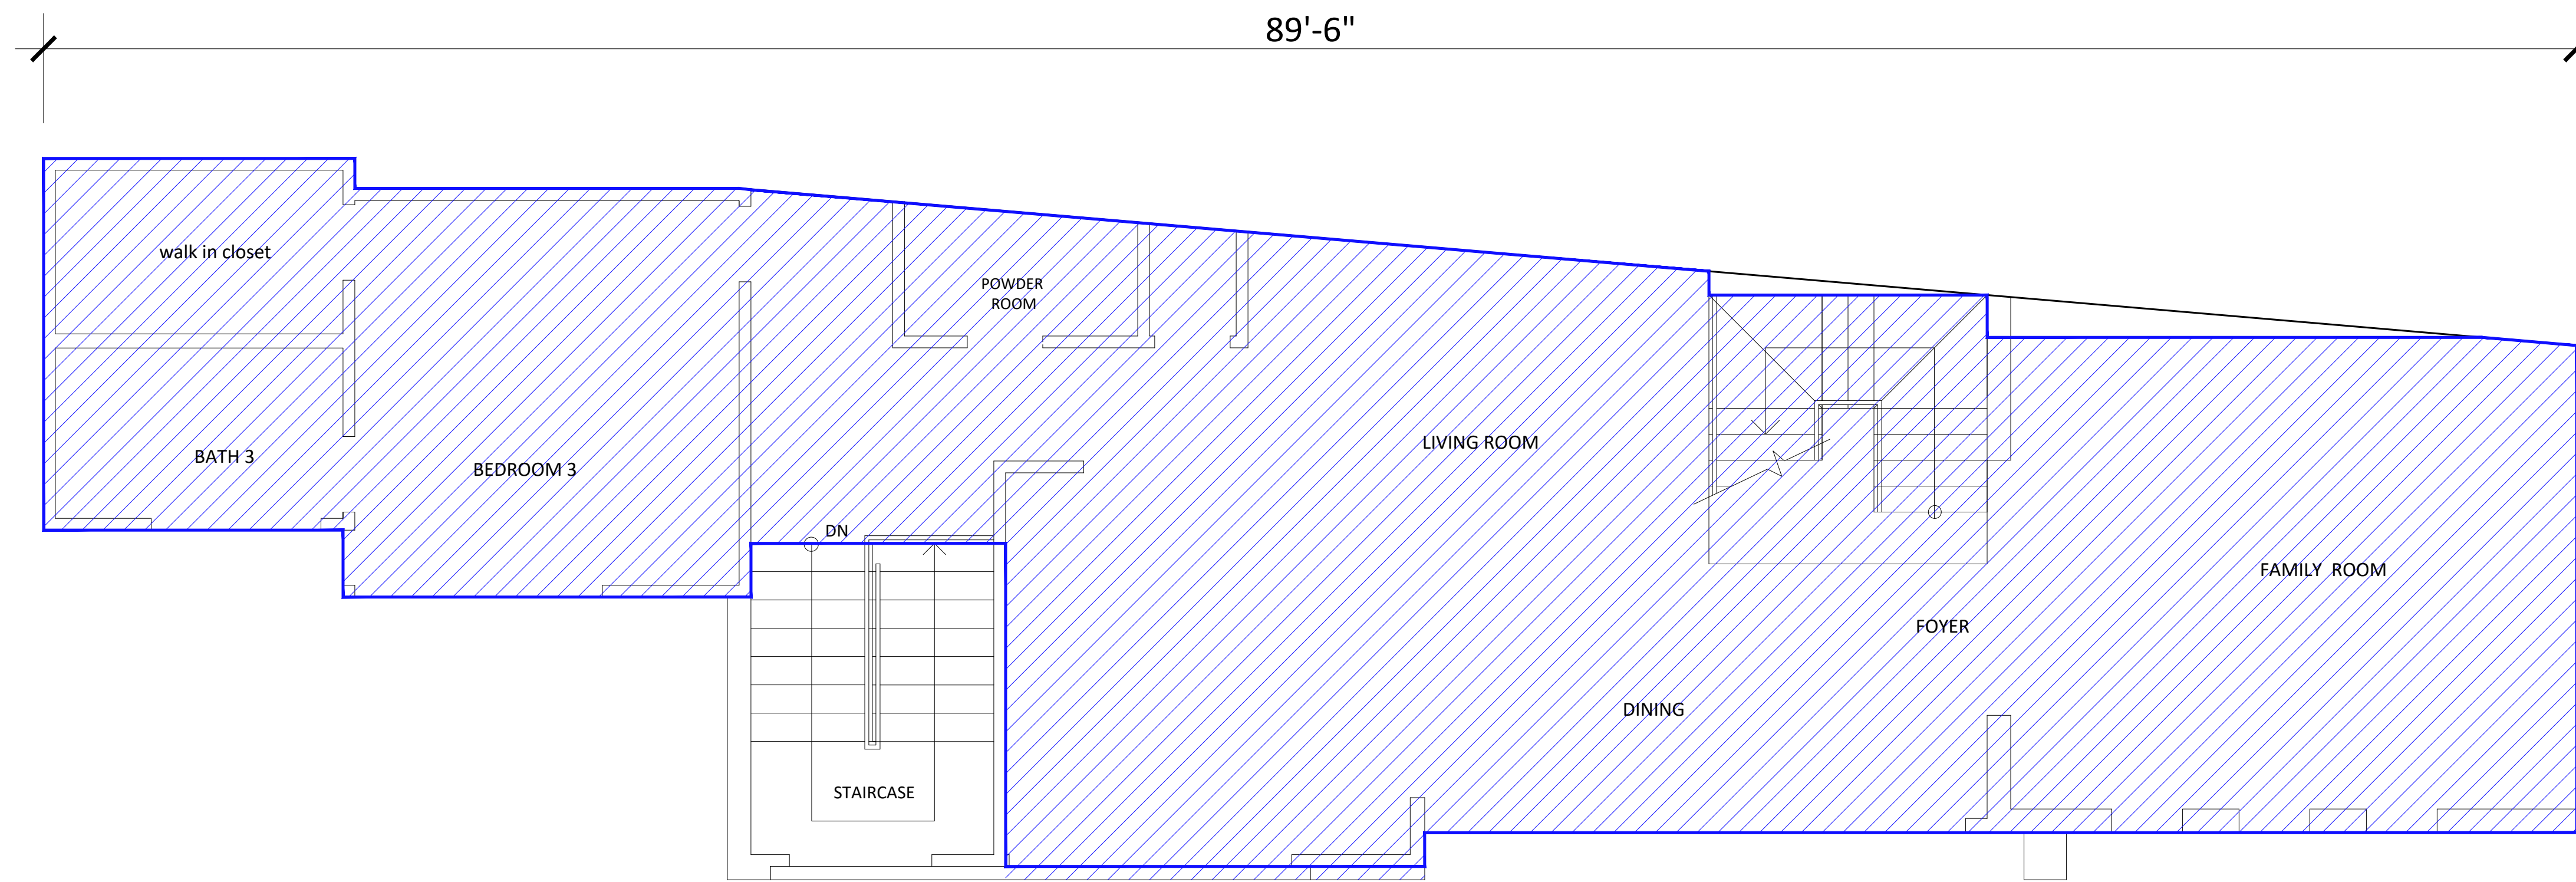 89'-6"
walk in closet
POWDER
ROOM
LIVING ROOM
BATH 3
BEDROOM 3
DN
FAMILY ROOM
FOYER
DINING
STAIRCASE